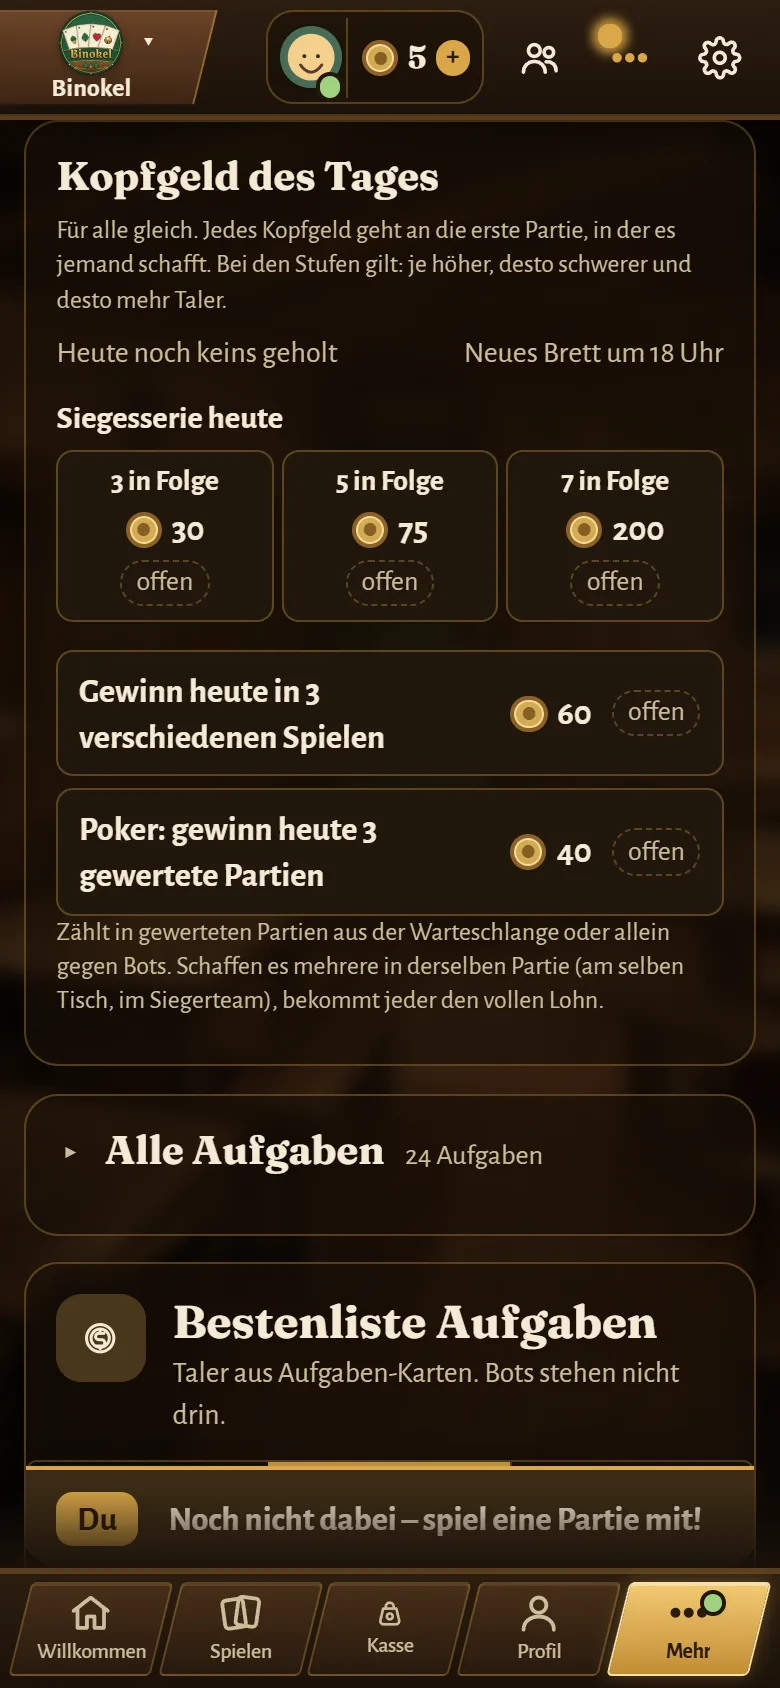 Binokel
Binokel
5
+
Kopfgeld des Tages
Für alle gleich. Jedes Kopfgeld geht an die erste Partie, in der es
jemand schafft. Bei den Stufen gilt: je höher, desto schwerer und
desto mehr Taler.
Heute noch keins geholt
Neues Brett um 18 Uhr
Siegesserie heute
3 in Folge
30
offen
5 in Folge
75
offen
7 in Folge
200
offen
Gewinn heute in 3
verschiedenen Spielen
60
offen
Poker: gewinn heute 3
gewertete Partien
40
offen
Zählt in gewerteten Partien aus der Warteschlange oder allein
gegen Bots. Schaffen es mehrere in derselben Partie (am selben
Tisch, im Siegerteam), bekommt jeder den vollen Lohn.
Alle Aufgaben 24 Aufgaben
Bestenliste Aufgaben
Taler aus Aufgaben-Karten. Bots stehen nicht
drin.
Du
Noch nicht dabei – spiel eine Partie mit!
Willkommen
Spielen
Kasse
Profil
Mehr